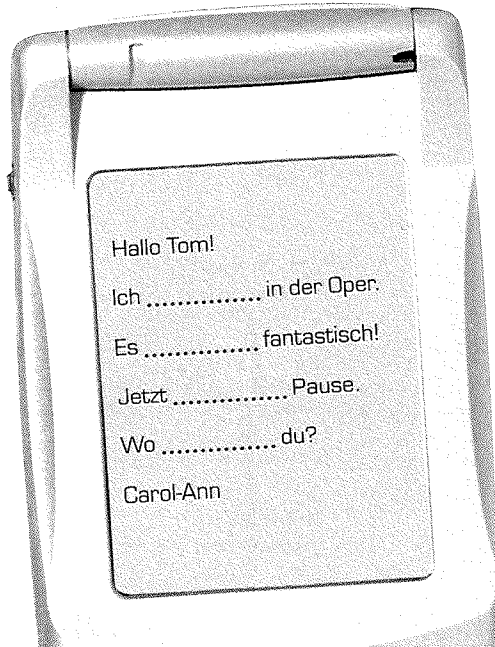 Hallo Tom!
Ich ............... in der Oper.
Es ............... fantastisch!
Jetzt ............... Pause.
Wo ............... du?
Carol-Ann